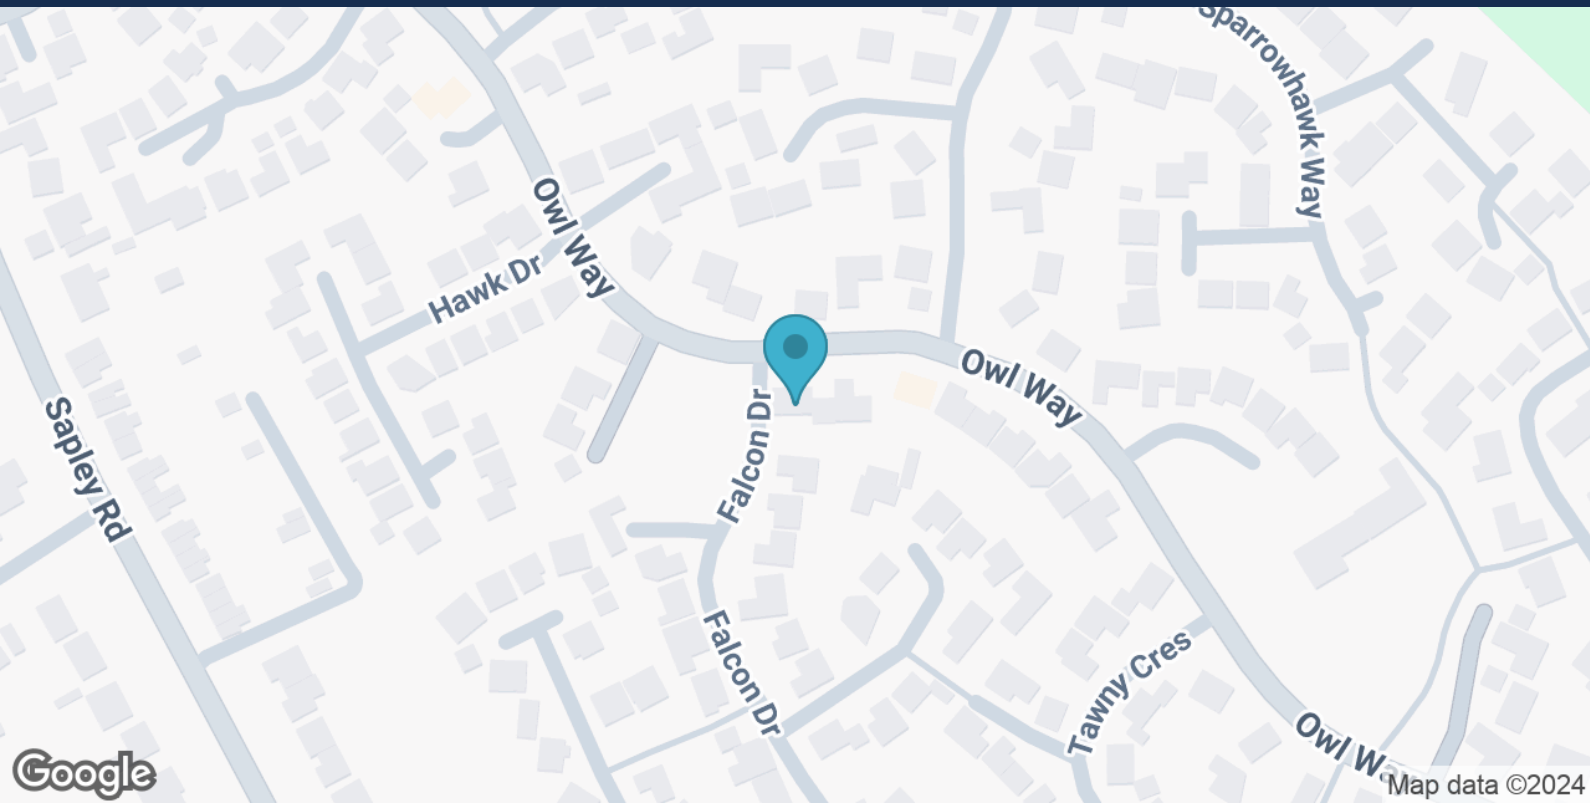 Sparrowhawk Way
Owl Way
Hawk Dr
Owl Way
Sapley Rd
Falcon Dr
Falcon Dr
Tawny Cres
Owl Way
Google
Map data ©2024